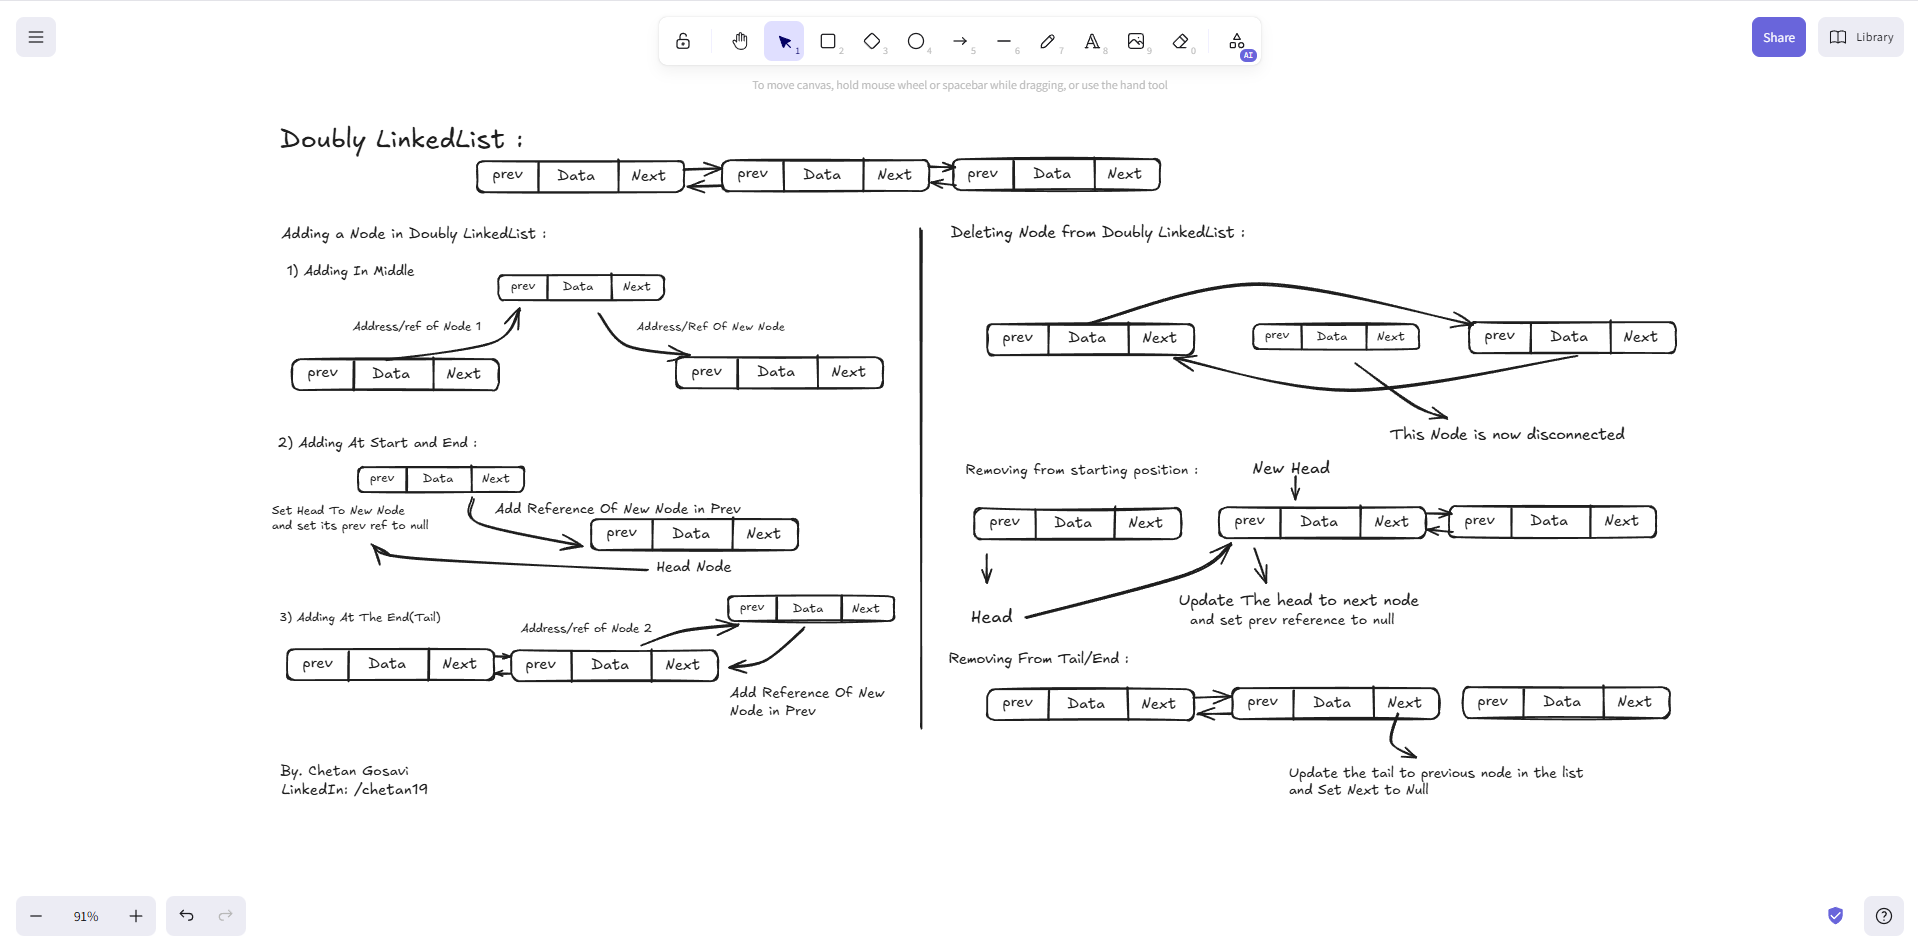 1 2 3 4 5 6 7 8 9 0 AI
Share
Library
To move canvas, hold mouse wheel or spacebar while dragging, or use the hand tool
Doubly LinkedList :
prev Data Next prev Data Next prev Data Next
Adding a Node in Doubly LinkedList :
1) Adding In Middle
prev Data Next
Address/ref of Node 1
Address/Ref Of New Node
prev Data Next
prev Data Next
2) Adding At Start and End :
prev Data Next
Set Head To New Node
and set its prev ref to null
Add Reference Of New Node in Prev
prev Data Next
Head Node
3) Adding At The End(Tail)
prev Data Next
Address/ref of Node 2
prev Data Next prev Data Next
Add Reference Of New
Node in Prev
By. Chetan Gosavi
LinkedIn: /chetan19
Deleting Node from Doubly LinkedList :
prev Data Next prev Data Next prev Data Next
This Node is now disconnected
Removing from starting position :
New Head
prev Data Next prev Data Next prev Data Next
Head
Update The head to next node
and set prev reference to null
Removing From Tail/End :
prev Data Next prev Data Next prev Data Next
Update the tail to previous node in the list
and Set Next to Null
91%